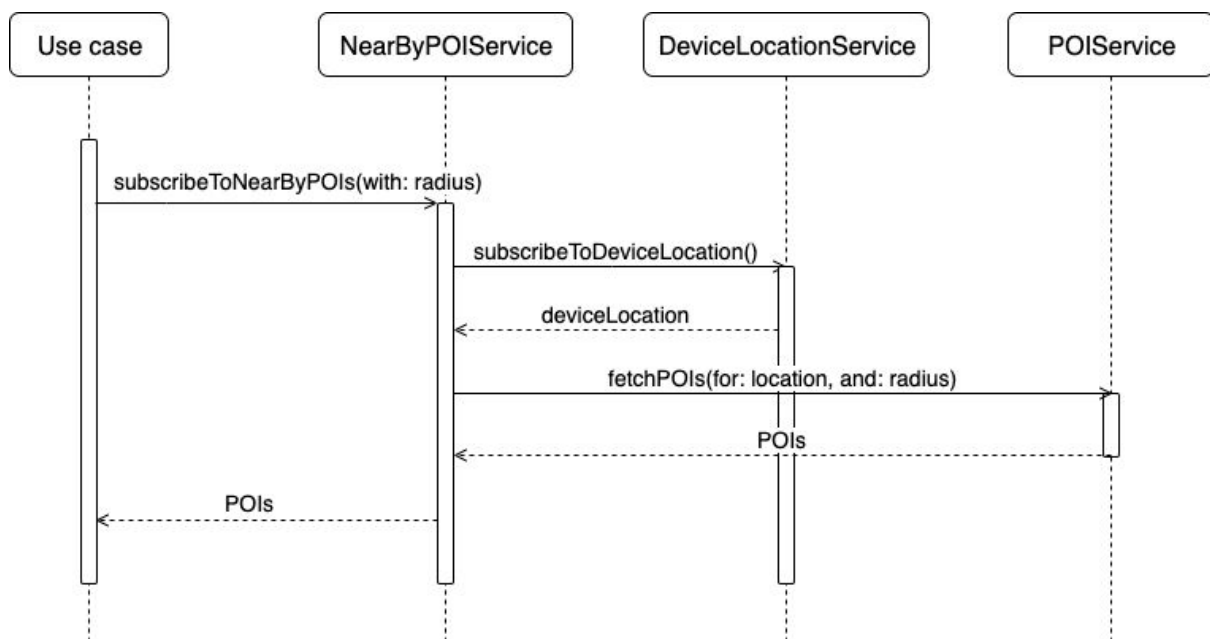 Use case
NearByPOIService
DeviceLocationService
POIService
subscribeToNearByPOIs(with: radius)
subscribeToDeviceLocation()
deviceLocation
fetchPOIs(for: location, and: radius)
POIs
POIs